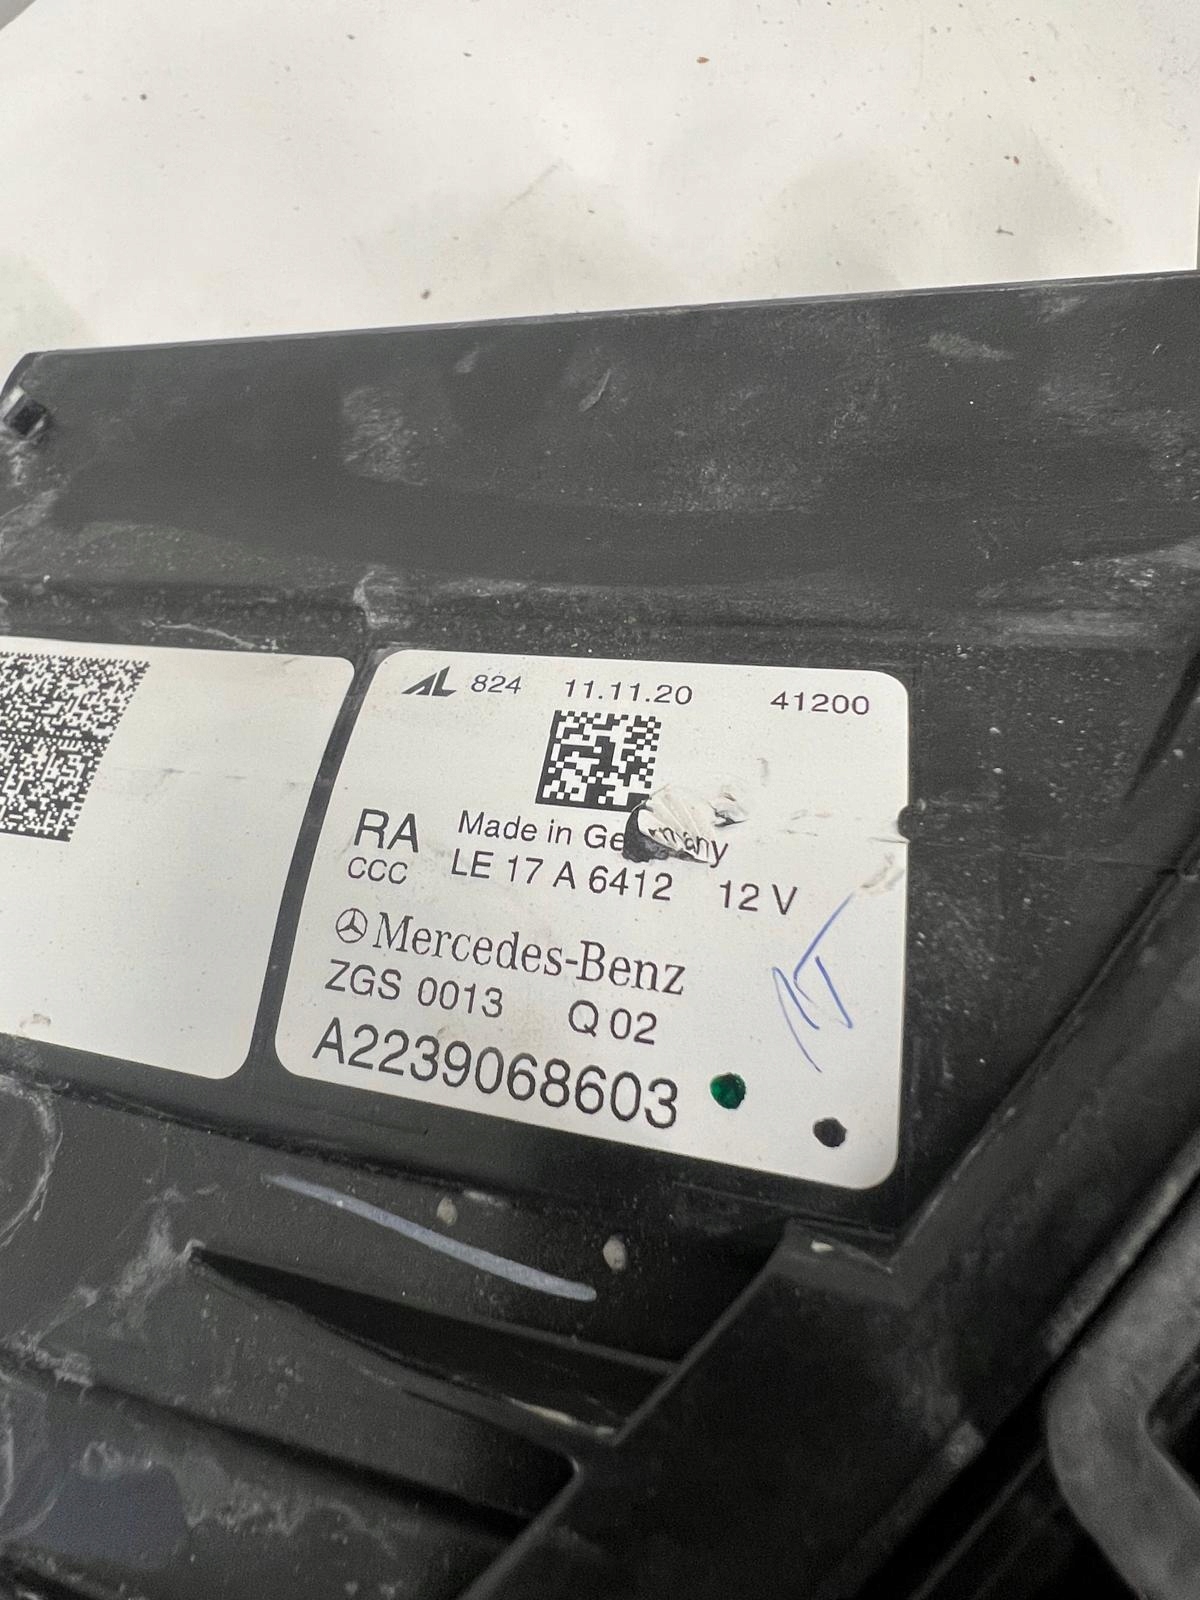 AL 824 11.11.20 41200
RA Made in Germany
CCC LE 17 A 6412 12 V
Mercedes-Benz
ZGS 0013 Q 02
A2239068603